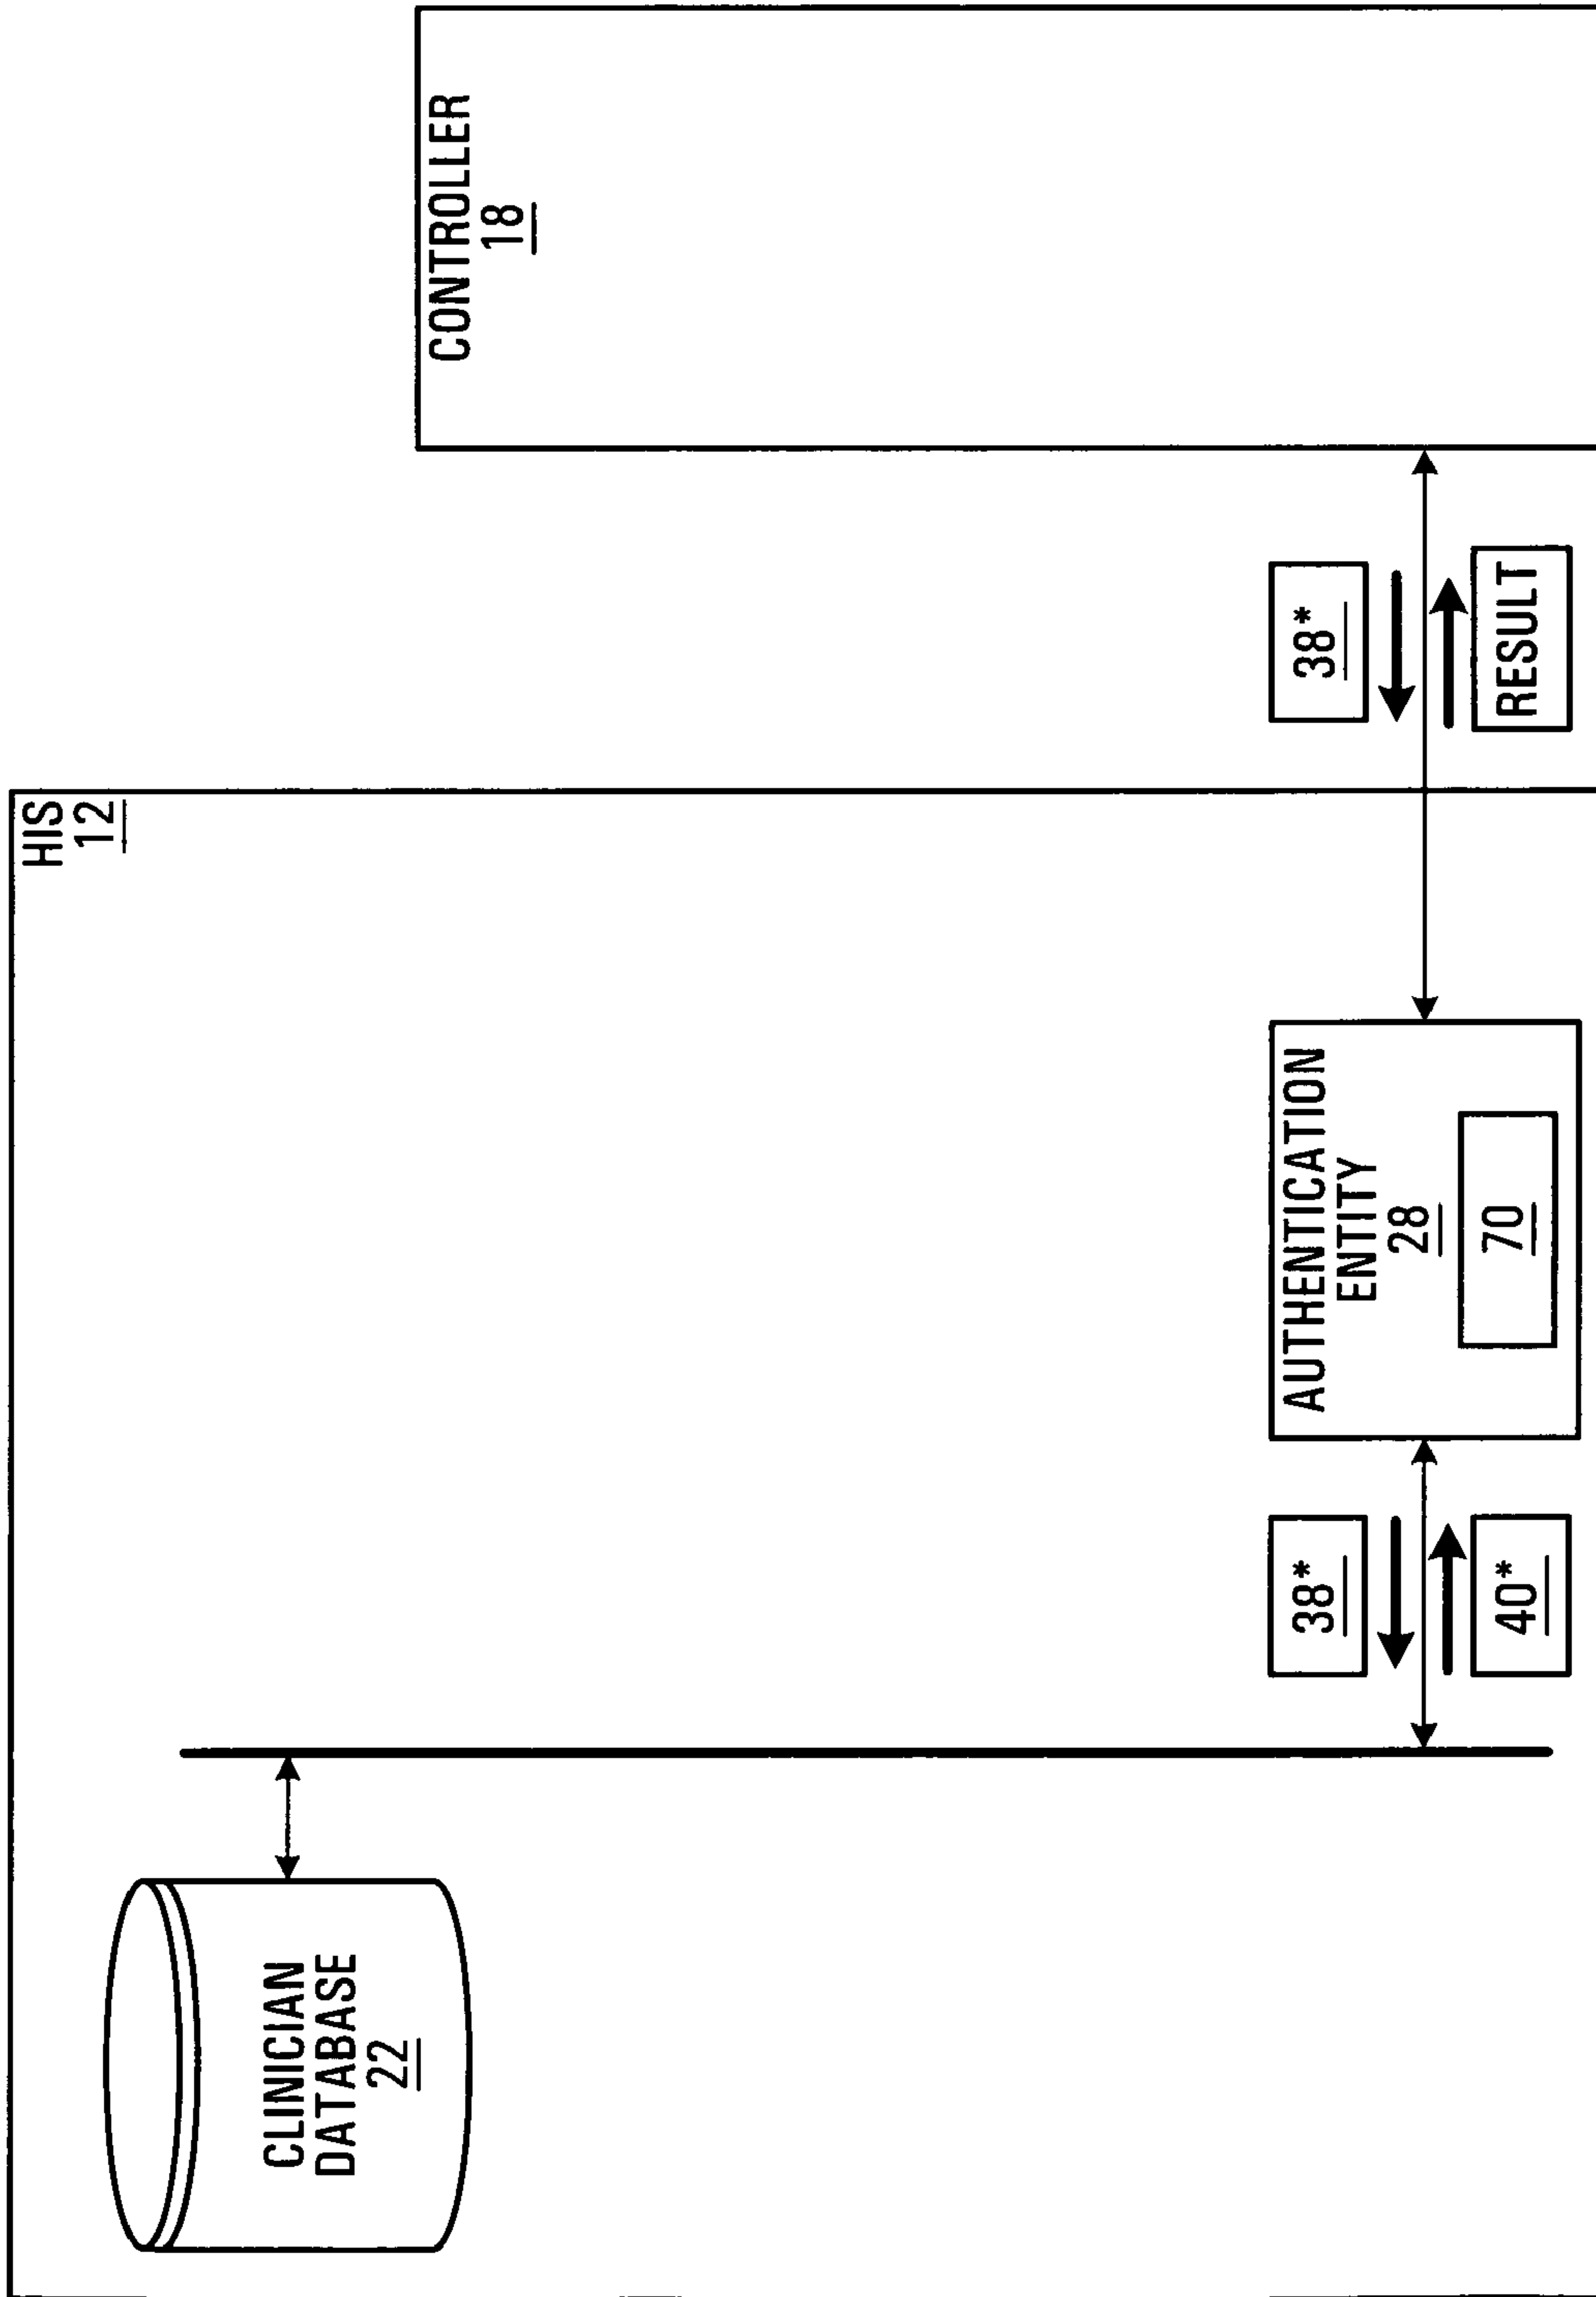 HIS
12
CONTROLLER
18
CLINICIAN
DATABASE
22
38*
40*
AUTHENTICATION
ENTITY
28
70
38*
RESULT